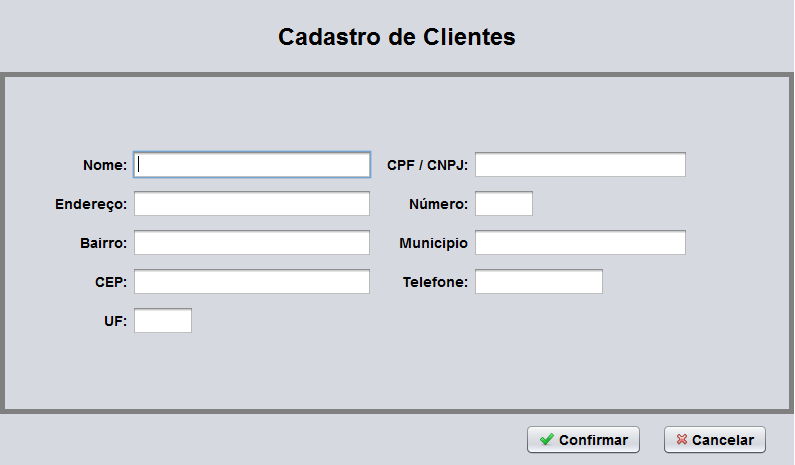 Cadastro de Clientes
Nome: CPF / CNPJ:
Endereço: Número:
Bairro: Municipio
CEP: Telefone:
UF:
Confirmar Cancelar